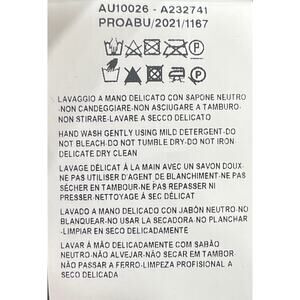 AU10026 - A232741
PROABU/2021/1167
LAVAGGIO A MANO DELICATO CON SAPONE NEUTRO
-NON CANDEGGIARE-NON ASCIUGARE A TAMBURO-
NON STIRARE-LAVARE A SECCO DELICATO
HAND WASH GENTLY USING MILD DETERGENT-DO
NOT BLEACH-DO NOT TUMBLE DRY-DO NOT IRON
-DELICATE DRY CLEAN
LAVAGE DÉLICAT À LA MAIN AVEC UN SAVON DOUX-
NE PAS UTILISER D'AGENT DE BLANCHIMENT-NE PAS
SÉCHER EN TAMBOUR-NE PAS REPASSER NI
PRESSER-NETTOYAGE À SEC DÉLICAT
LAVADO A MANO DELICADO CON JABÓN NEUTRO NO
BLANQUEAR-NO USAR LA SECADORA NO PLANCHAR
-LIMPIAR EN SECO DELICADAMENTE
LAVAR Á MÃO DELICADAMENTE COM SABÃO
NEUTRO-NÃO ALVEJAR-NÃO SECAR EM TAMBOR-
NÃO PASSAR A FERRO-LIMPEZA PROFISIONAL A
SECO DELICADA